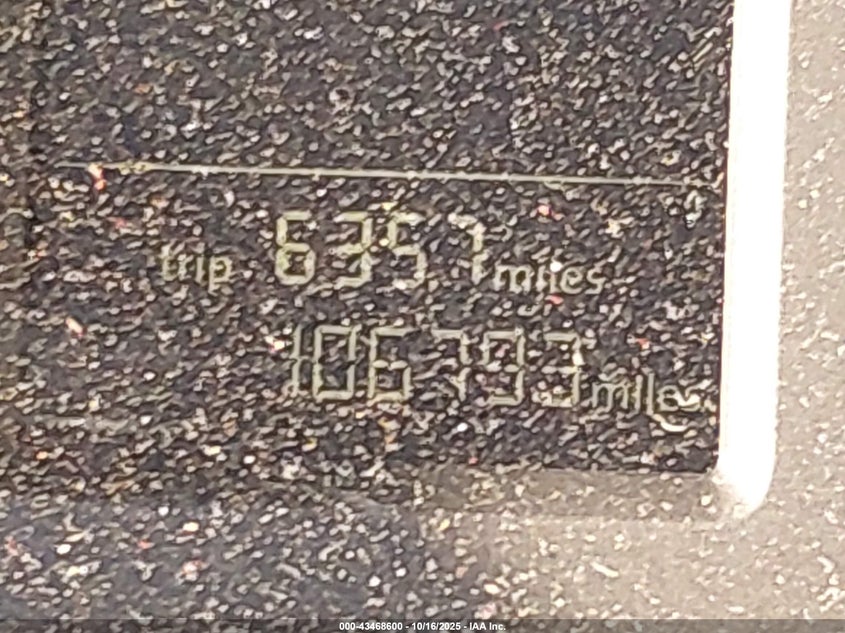 trip 635.7 miles
106793 miles
000-43468600 - 10/16/2025 - IAA Inc.